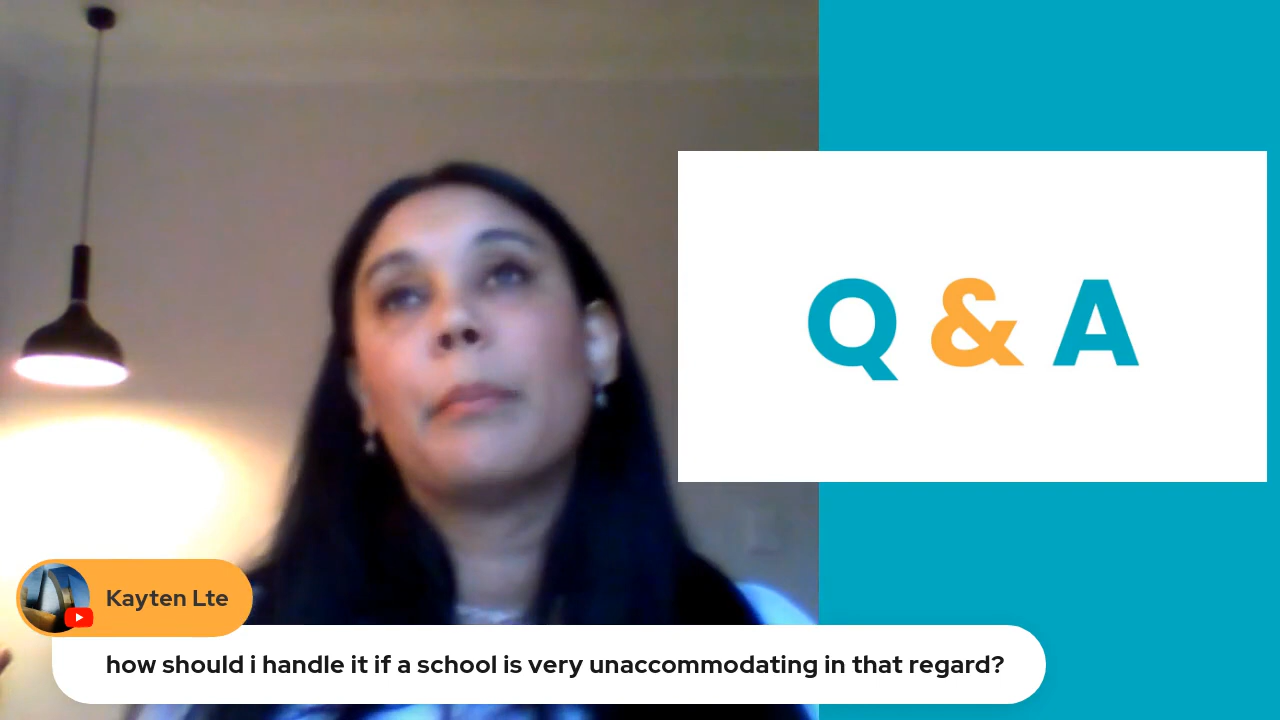 Q & A
Kayten Lte
how should i handle it if a school is very unaccommodating in that regard?